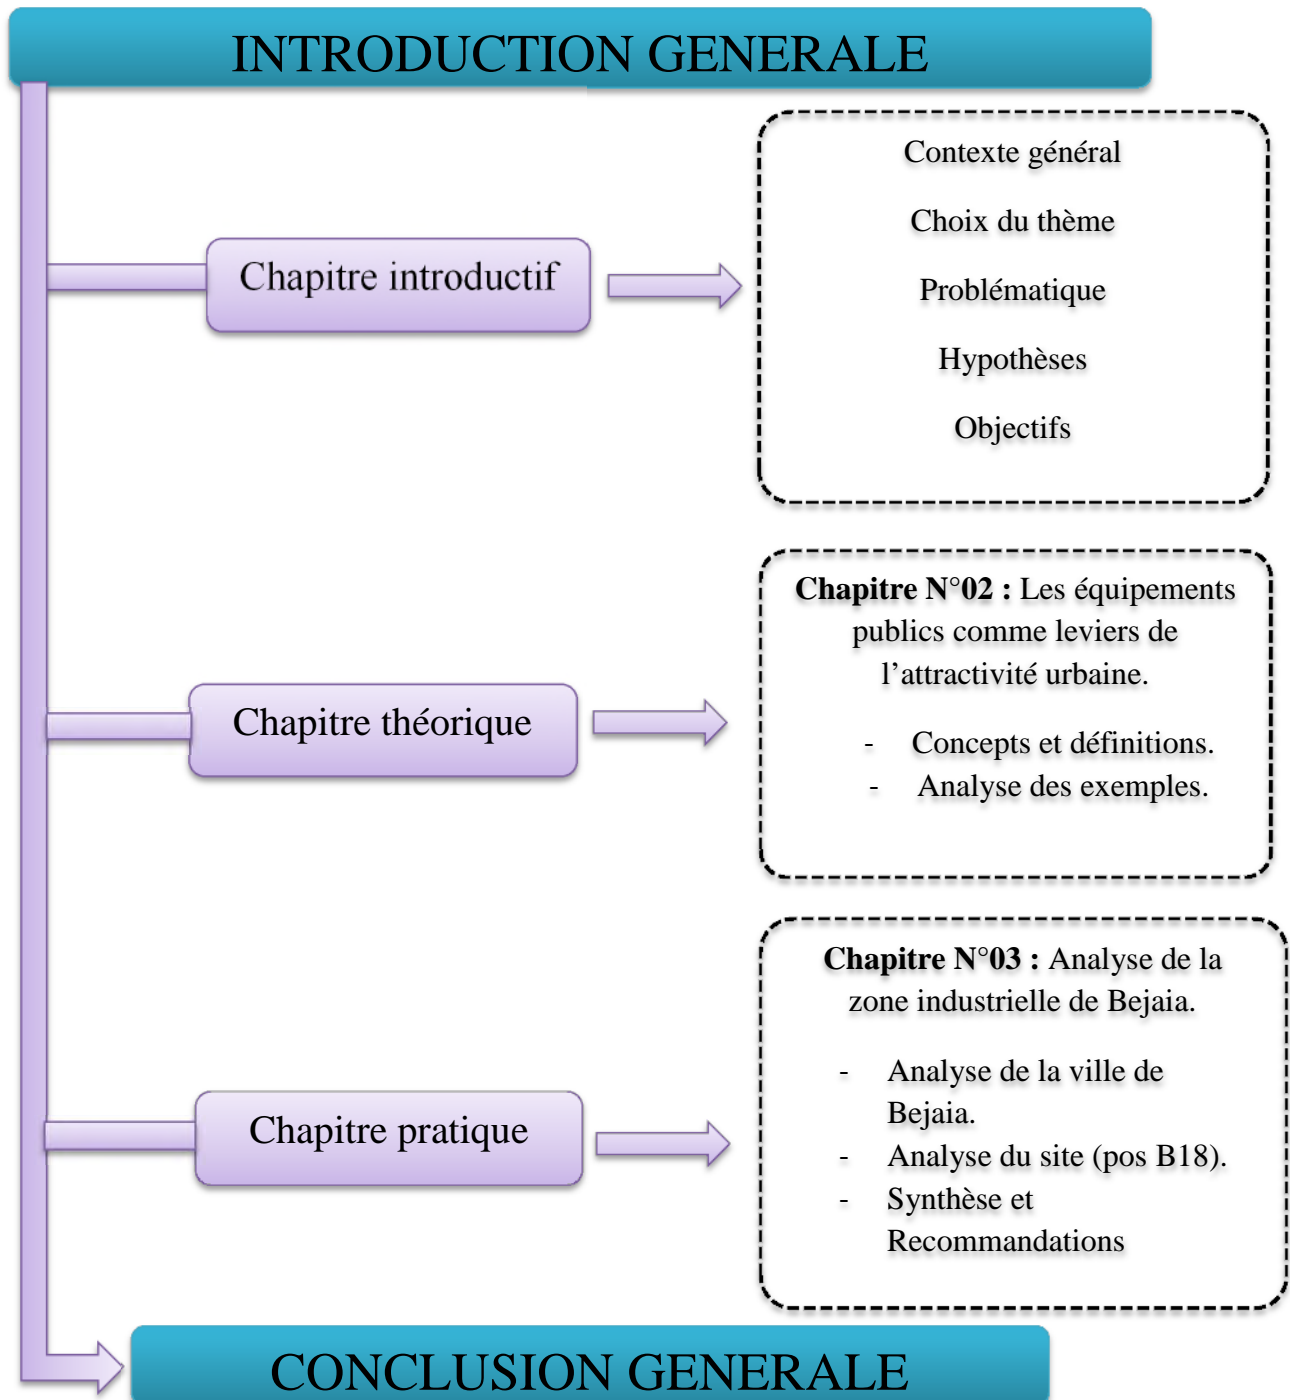 INTRODUCTION GENERALE
Chapitre introductif
Contexte général
Choix du thème
Problématique
Hypothèses
Objectifs
Chapitre théorique
Chapitre N°02 : Les équipements
publics comme leviers de
l’attractivité urbaine.
- Concepts et définitions.
- Analyse des exemples.
Chapitre pratique
Chapitre N°03 : Analyse de la
zone industrielle de Bejaia.
- Analyse de la ville de
Bejaia.
- Analyse du site (pos B18).
- Synthèse et
Recommandations
CONCLUSION GENERALE